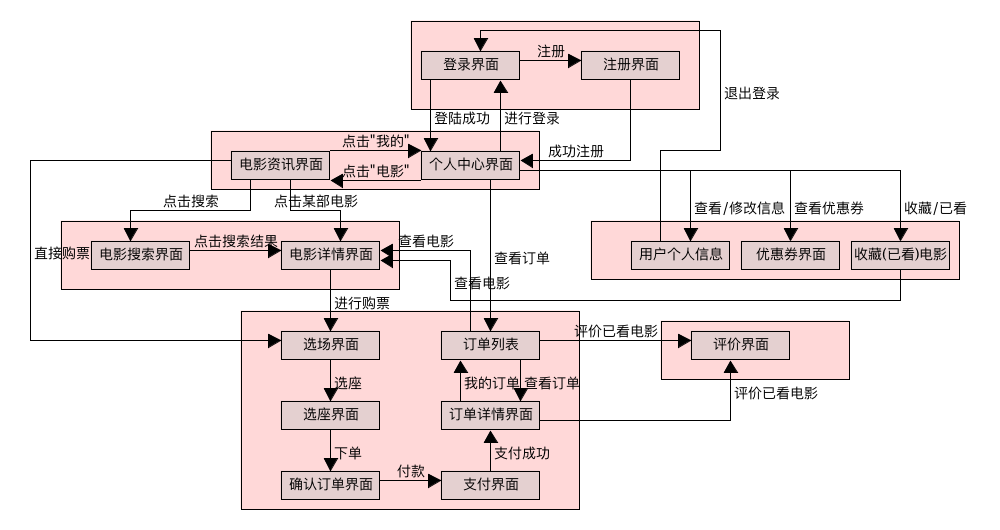 注册
登录界面
注册界面
退出登录
登陆成功
进行登录
点击"我的"
成功注册
电影资讯界面
个人中心界面
点击"电影"
点击搜索
点击某部电影
查看/修改信息
查看优惠券
收藏/已看
直接购票
点击搜索结果
查看电影
电影搜索界面
电影详情界面
查看订单
用户个人信息
优惠券界面
收藏(已看)电影
查看电影
进行购票
评价已看电影
选场界面
订单列表
评价界面
选座
我的订单
查看订单
评价已看电影
选座界面
订单详情界面
下单
支付成功
付款
确认订单界面
支付界面